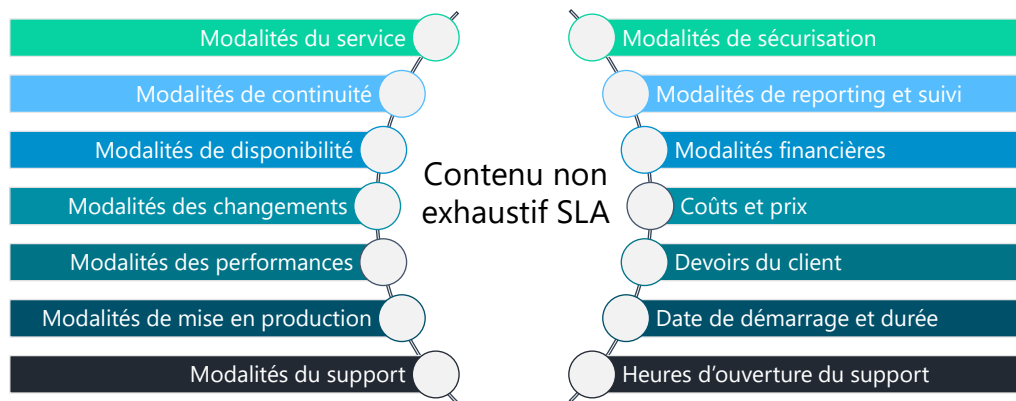 Modalités du service
Modalités de continuité
Modalités de disponibilité
Modalités des changements
Modalités des performances
Modalités de mise en production
Modalités du support
Contenu non
exhaustif SLA
Modalités de sécurisation
Modalités de reporting et suivi
Modalités financières
Coûts et prix
Devoirs du client
Date de démarrage et durée
Heures d’ouverture du support